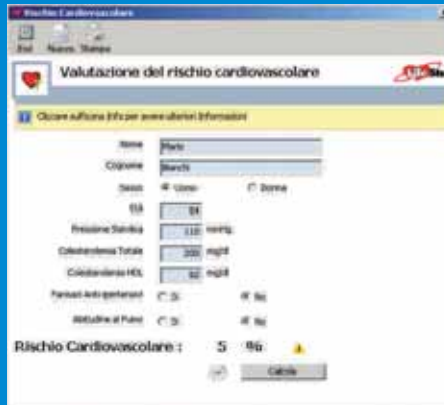 Rischio Cardiovascolare
Esci Nuovo Stampa
Valutazione del rischio cardiovascolare
Cliccare sull'icona Info per avere ulteriori informazioni
Nome Mario
Cognome Bianchi
Sesso Uomo Donna
Età
Pressione Sistolica 110 mmHg
Colesterolemia Totale 200 mg/dl
Colesterolemia HDL mg/dl
Farmaci Anti-ipertensivi Si No
Abitudine al Fumo Si No
Rischio Cardiovascolare : 5 %
Calcola